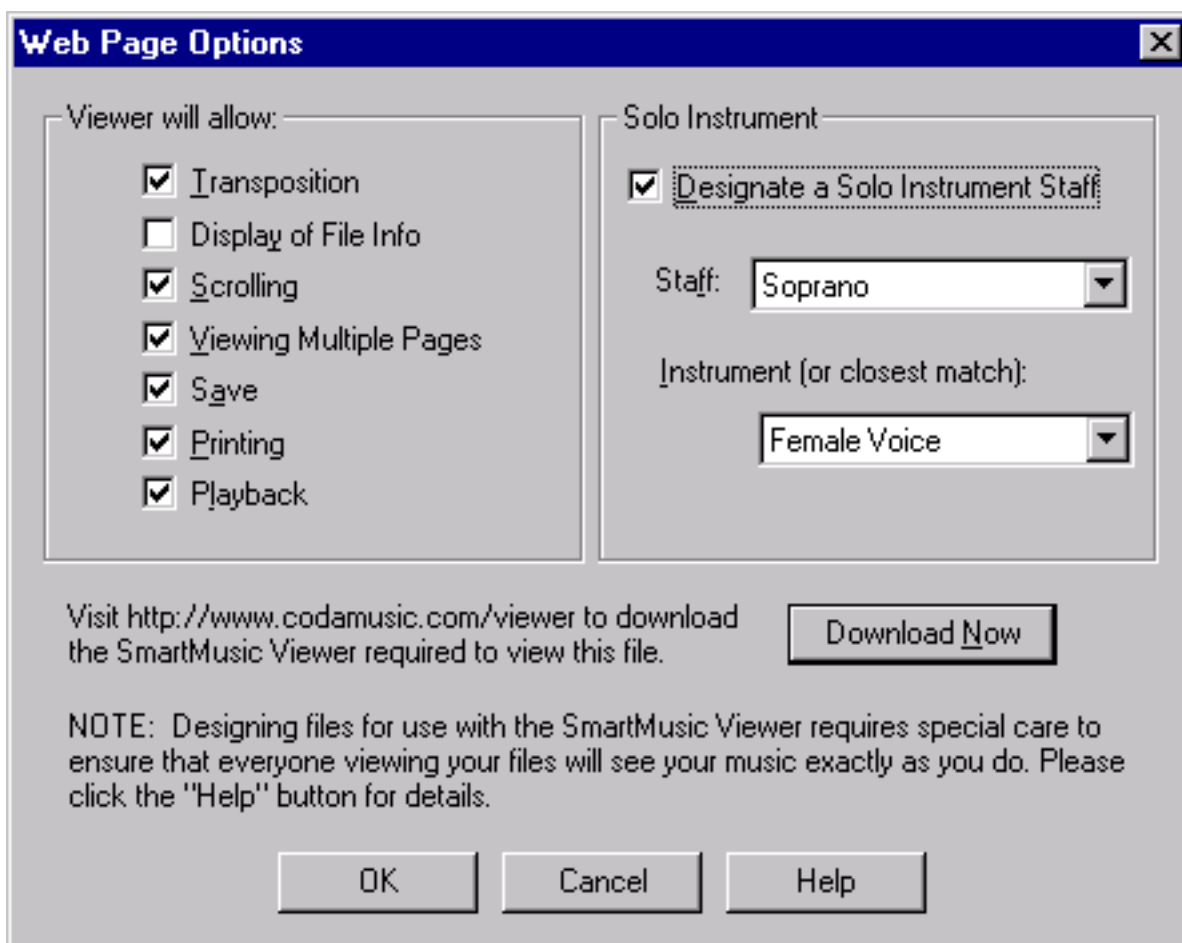 Web Page Options
Viewer will allow:
Transposition
Display of File Info
Scrolling
Viewing Multiple Pages
Save
Printing
Playback
Solo Instrument
Designate a Solo Instrument Staff
Staff: Soprano
Instrument (or closest match):
Female Voice
Visit http://www.codamusic.com/viewer to download
the SmartMusic Viewer required to view this file.
Download Now
NOTE:  Designing files for use with the SmartMusic Viewer requires special care to
ensure that everyone viewing your files will see your music exactly as you do. Please
click the "Help" button for details.
OK Cancel Help